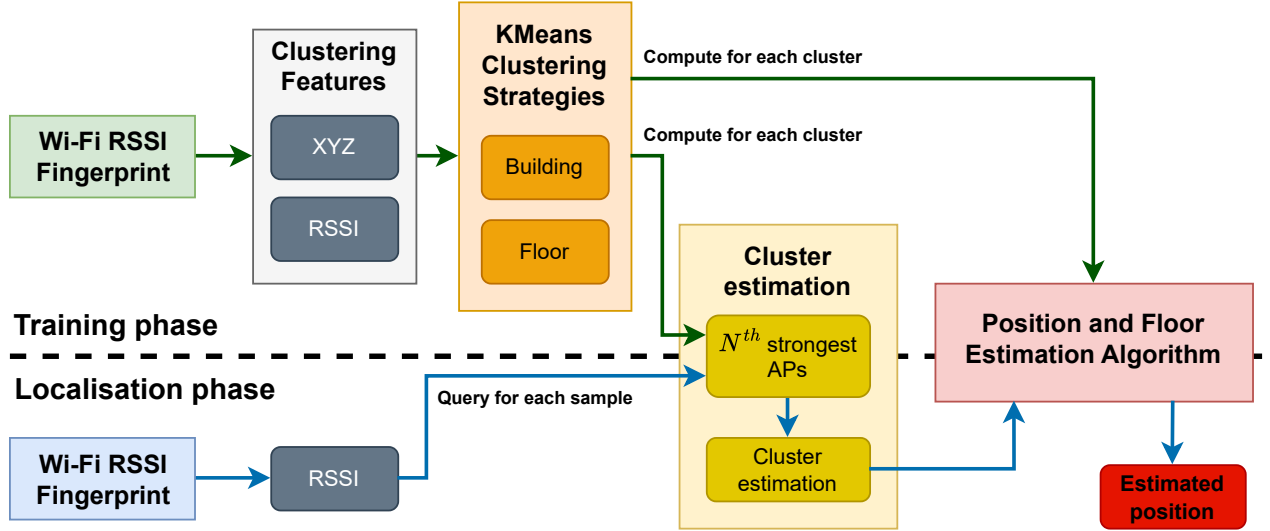 Wi-Fi RSSI
Fingerprint
Clustering
Features
XYZ
RSSI
KMeans
Clustering
Strategies
Building
Floor
Compute for each cluster
Compute for each cluster
Training phase
Cluster
estimation
N^{th} strongest
APs
Position and Floor
Estimation Algorithm
Localisation phase
Query for each sample
Wi-Fi RSSI
Fingerprint
RSSI
Cluster
estimation
Estimated
position